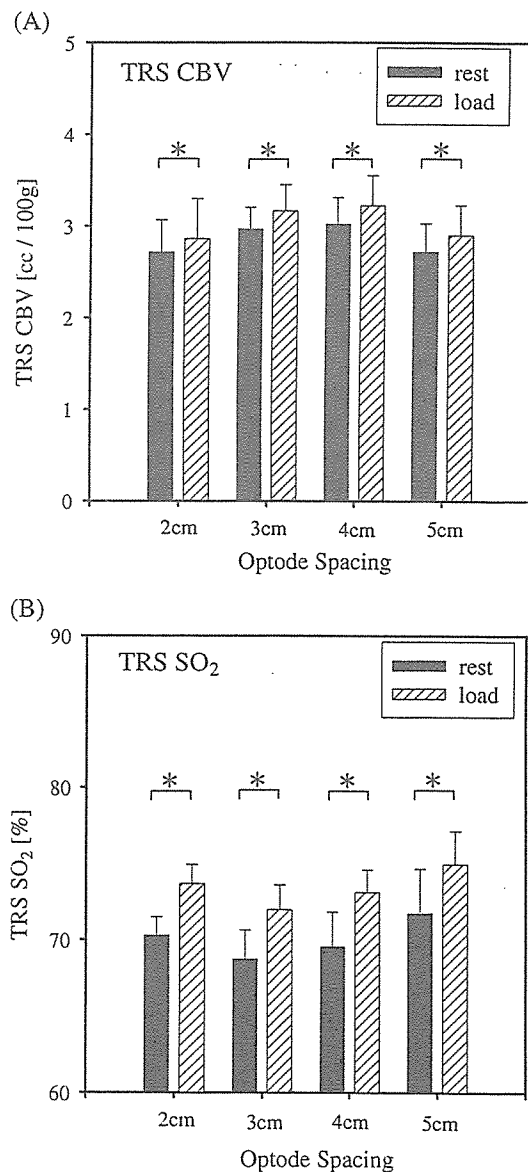 (A)
TRS CBV
rest
load
5
4
3
2
1
0
* * * *
TRS CBV [cc / 100g]
2cm 3cm 4cm 5cm
Optode Spacing
(B)
TRS SO₂
rest
load
90
80
70
60
* * * *
TRS SO₂ [%]
2cm 3cm 4cm 5cm
Optode Spacing